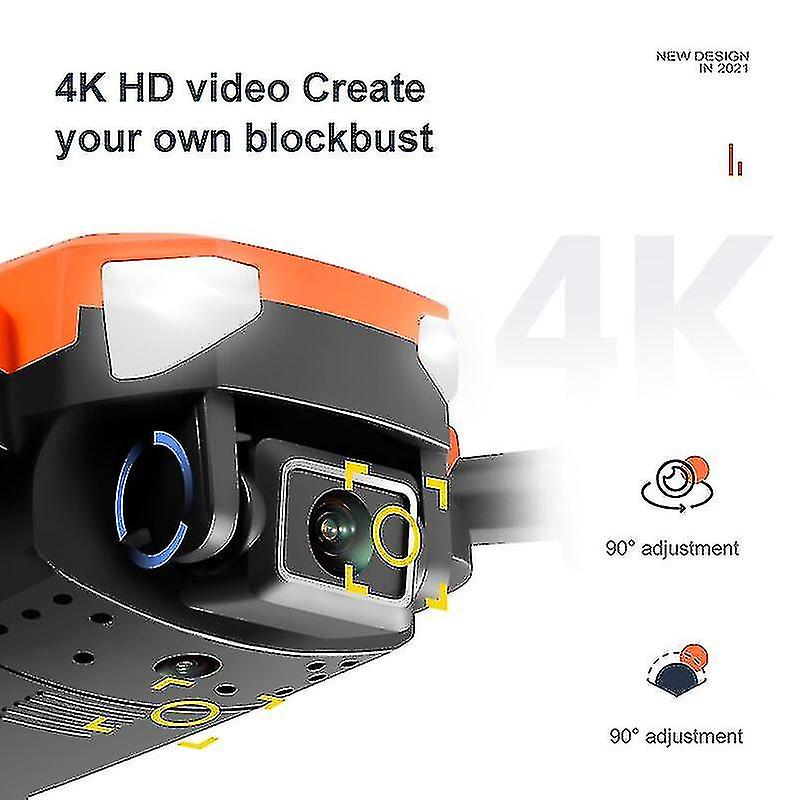 4K HD video Create
your own blockbust
NEW DESIGN
IN 2021
4K
90° adjustment
90° adjustment